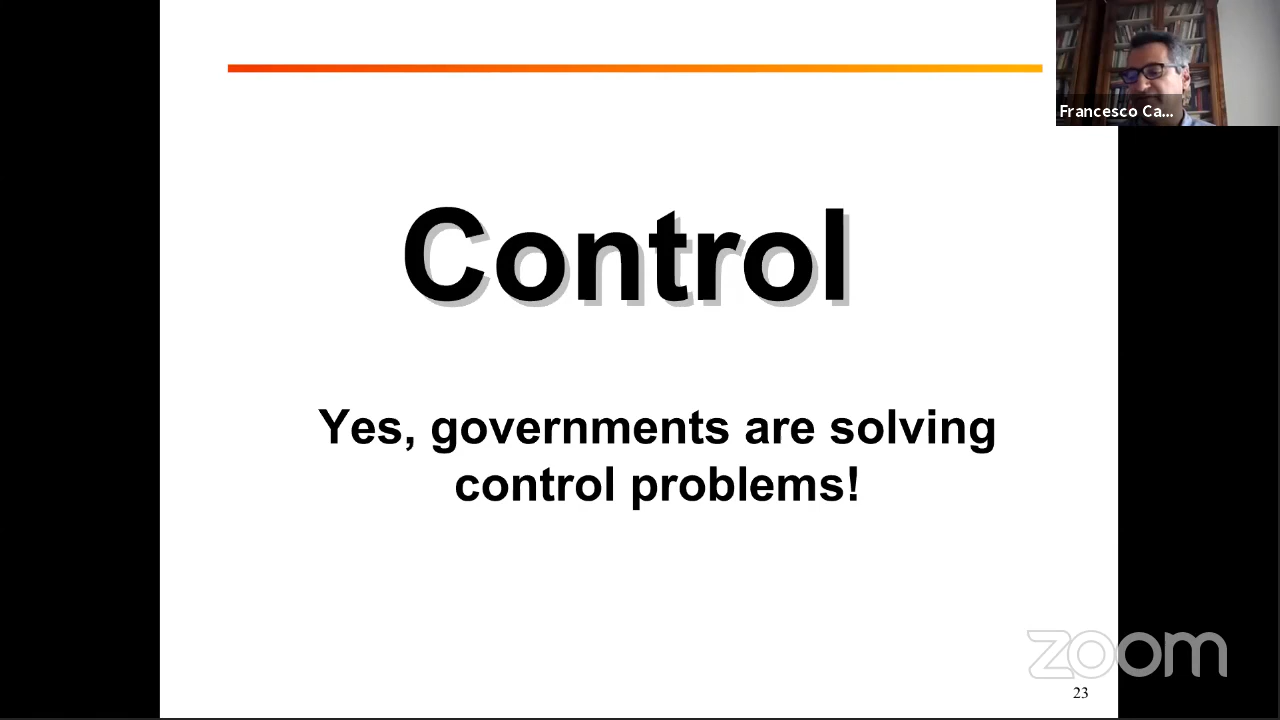 Francesco Ca...
Control
Yes, governments are solving
control problems!
zoom
23